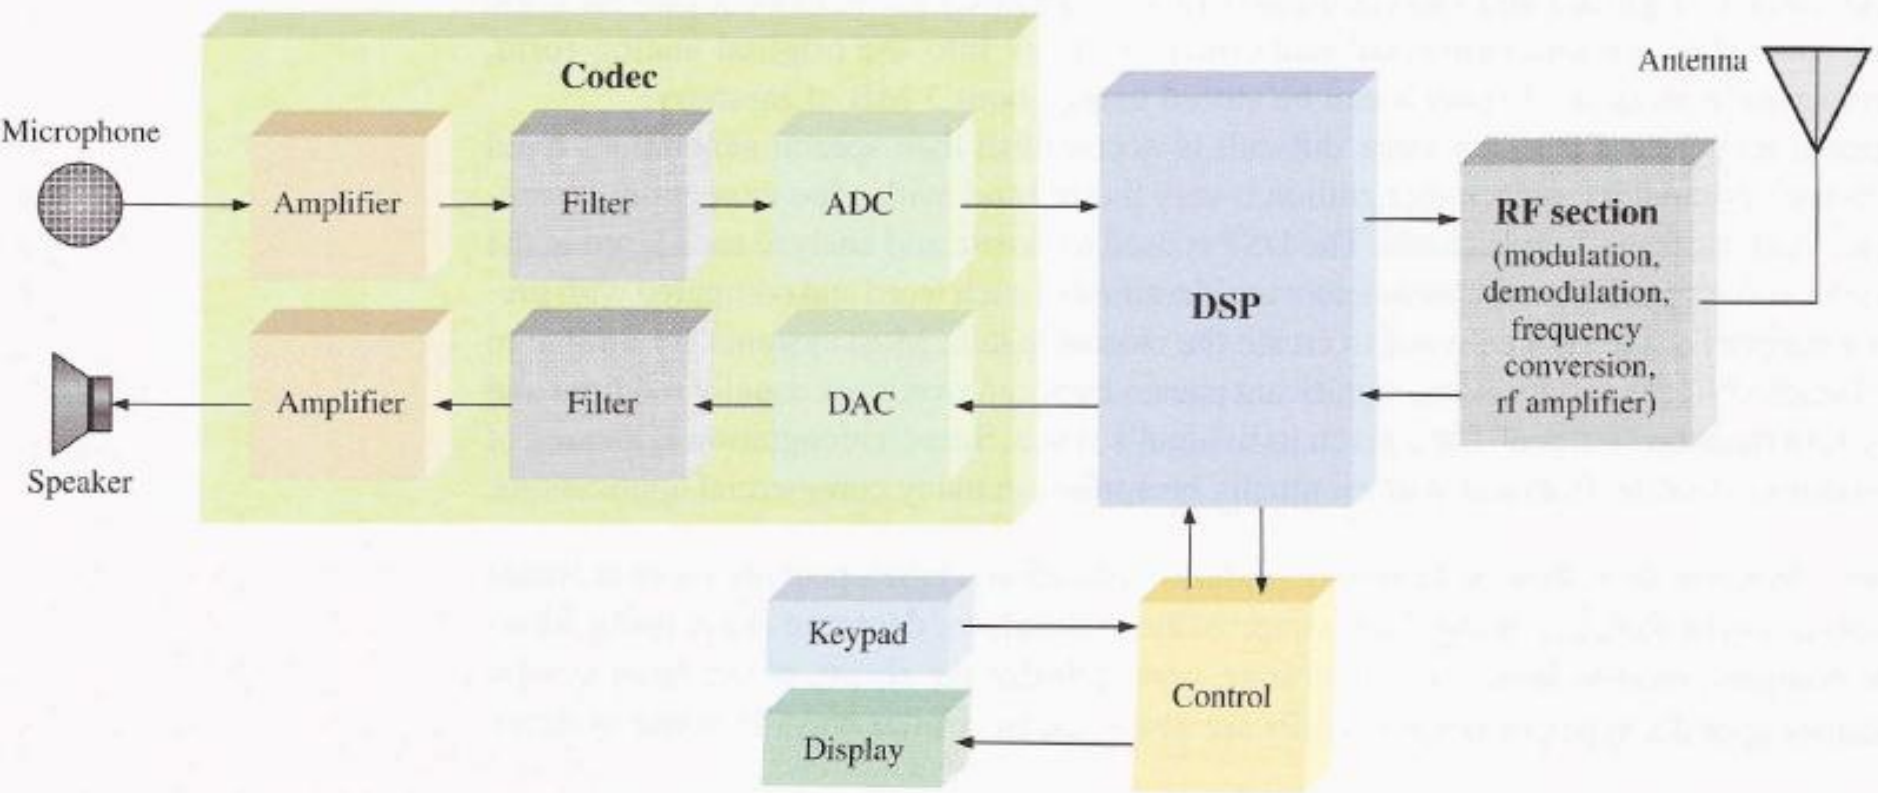 Codec
Antenna
Microphone
Amplifier
Filter
ADC
RF section
(modulation,
demodulation,
frequency
conversion,
rf amplifier)
DSP
Amplifier
Filter
DAC
Speaker
Keypad
Control
Display